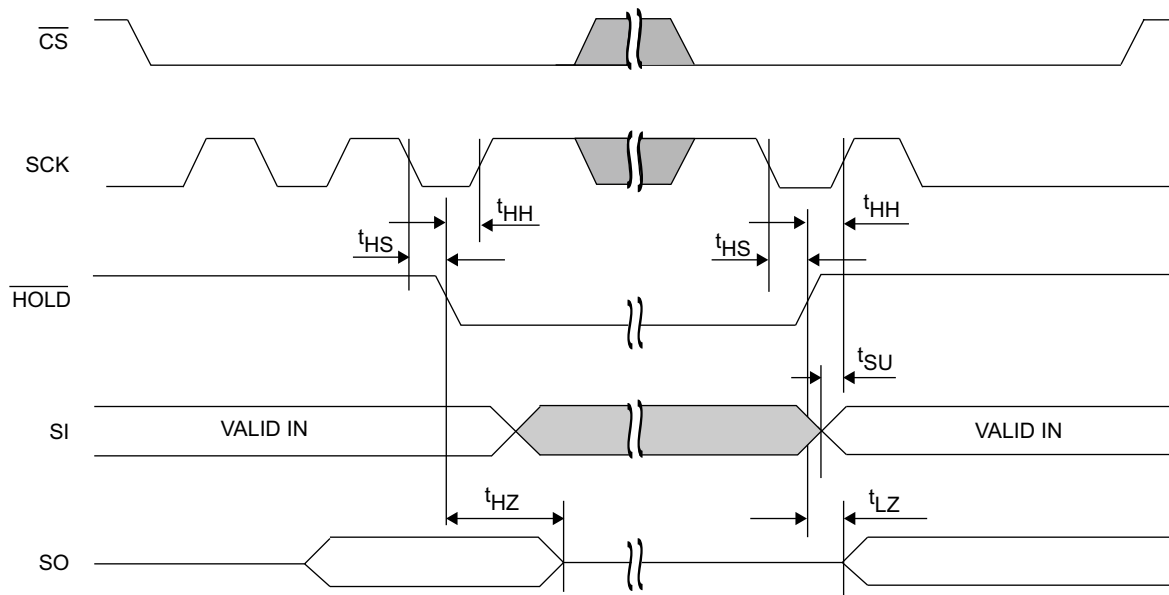 CS
SCK
tHH
tHH
tHS
tHS
HOLD
tSU
SI
VALID IN
VALID IN
tHZ
tLZ
SO